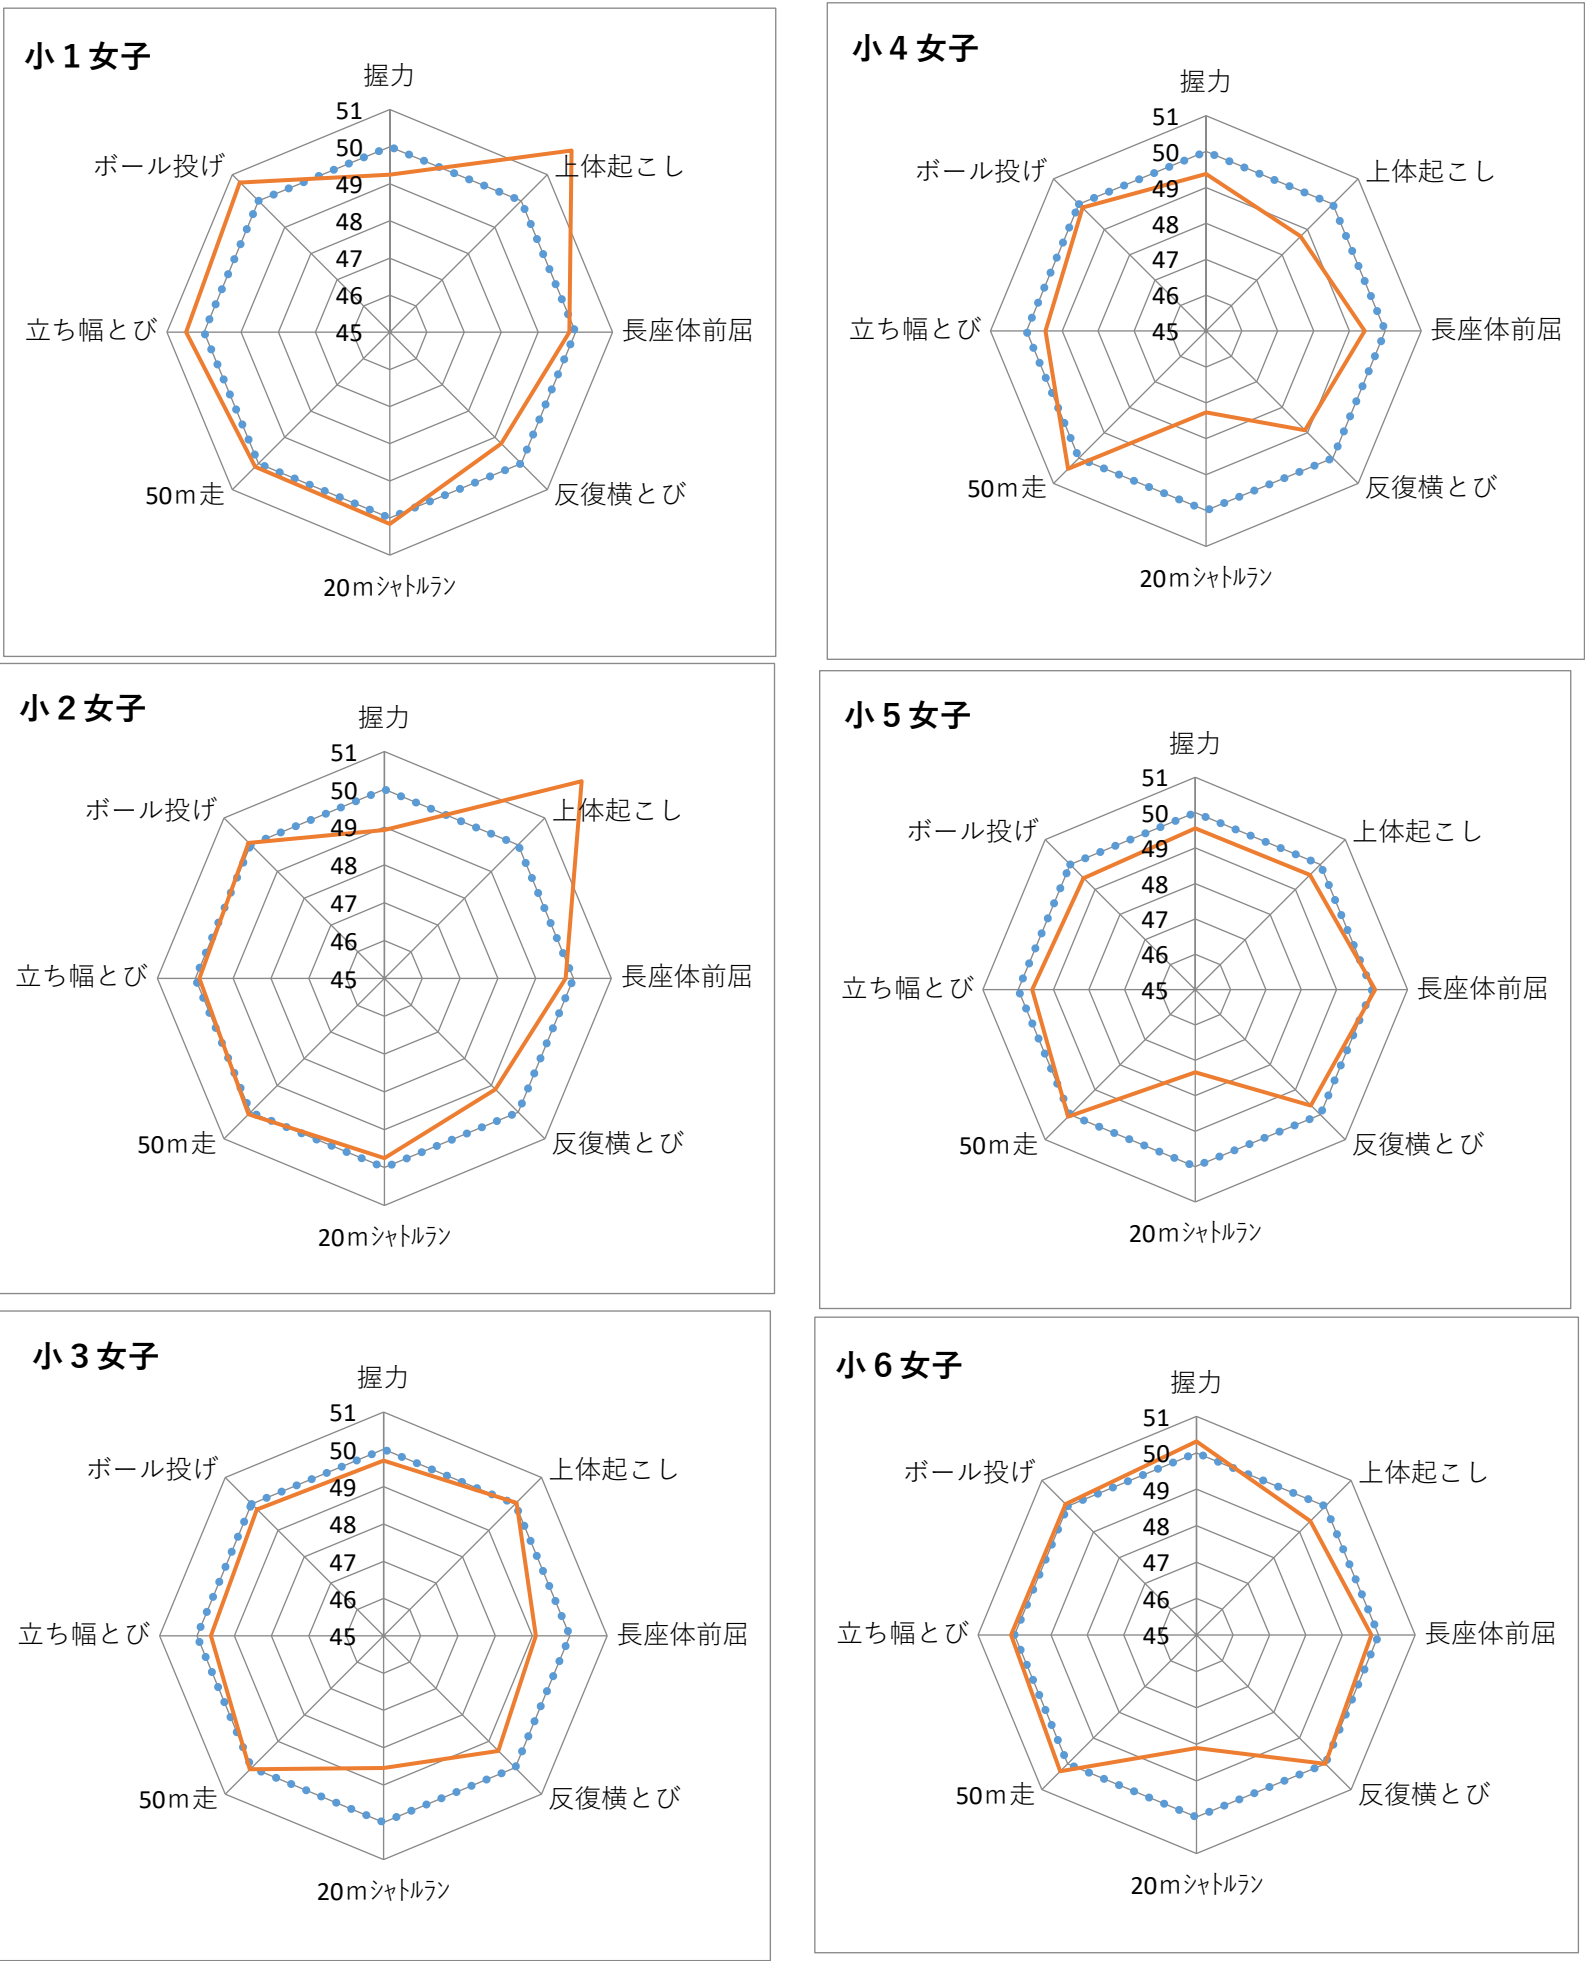 小１女子
握力
51
50
49
48
47
46
45
上体起こし
長座体前屈
反復横とび
20ｍｼｬﾄﾙﾗﾝ
50ｍ走
立ち幅とび
ボール投げ
小４女子
握力
51
50
49
48
47
46
45
上体起こし
長座体前屈
反復横とび
20ｍｼｬﾄﾙﾗﾝ
50ｍ走
立ち幅とび
ボール投げ
小２女子
握力
51
50
49
48
47
46
45
上体起こし
長座体前屈
反復横とび
20ｍｼｬﾄﾙﾗﾝ
50ｍ走
立ち幅とび
ボール投げ
小５女子
握力
51
50
49
48
47
46
45
上体起こし
長座体前屈
反復横とび
20ｍｼｬﾄﾙﾗﾝ
50ｍ走
立ち幅とび
ボール投げ
小３女子
握力
51
50
49
48
47
46
45
上体起こし
長座体前屈
反復横とび
20ｍｼｬﾄﾙﾗﾝ
50ｍ走
立ち幅とび
ボール投げ
小６女子
握力
51
50
49
48
47
46
45
上体起こし
長座体前屈
反復横とび
20ｍｼｬﾄﾙﾗﾝ
50ｍ走
立ち幅とび
ボール投げ